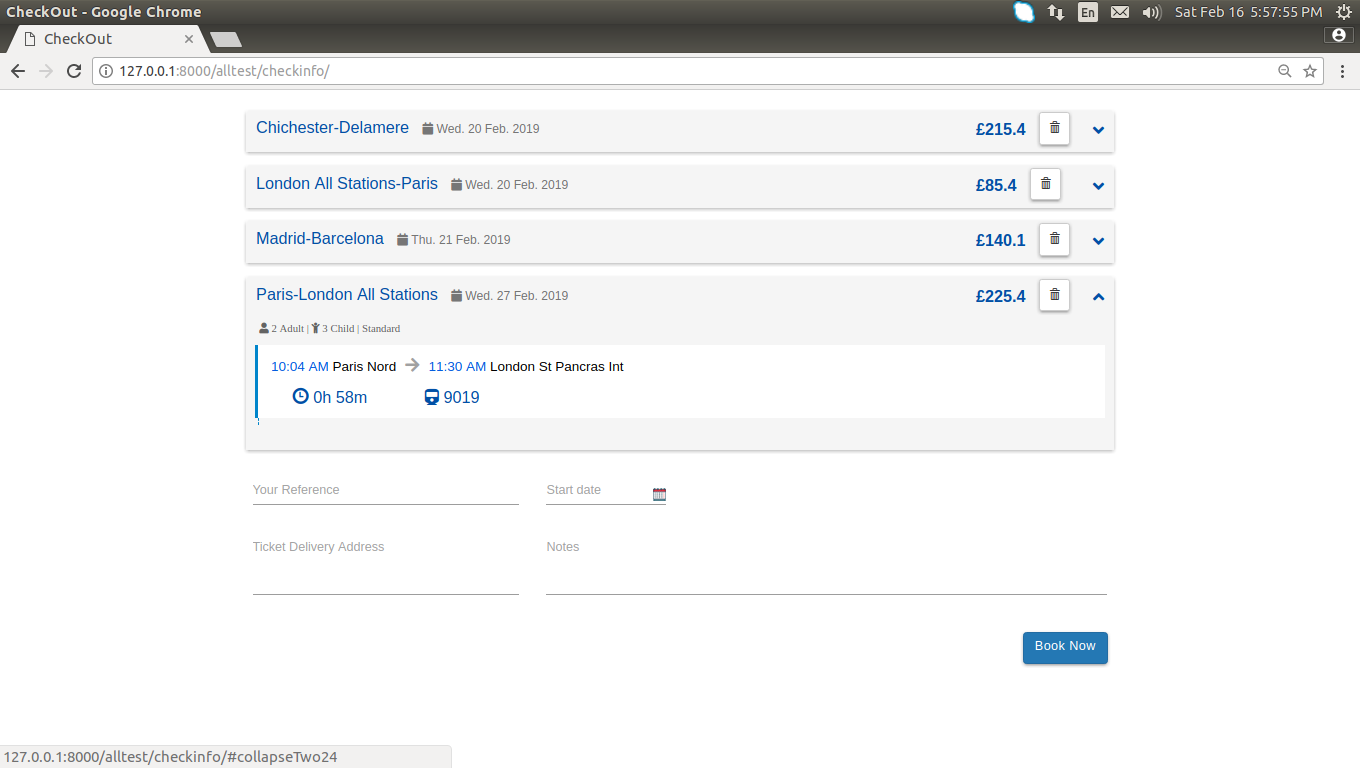 CheckOut - Google Chrome
En
Sat Feb 16 5:57:55 PM
CheckOut
127.0.0.1:8000/alltest/checkinfo/
Chichester-Delamere Wed. 20 Feb. 2019 £215.4
London All Stations-Paris Wed. 20 Feb. 2019 £85.4
Madrid-Barcelona Thu. 21 Feb. 2019 £140.1
Paris-London All Stations Wed. 27 Feb. 2019 £225.4
2 Adult | 3 Child | Standard
10:04 AM Paris Nord 11:30 AM London St Pancras Int
0h 58m 9019
Your Reference Start date
Ticket Delivery Address Notes
Book Now
127.0.0.1:8000/alltest/checkinfo/#collapseTwo24